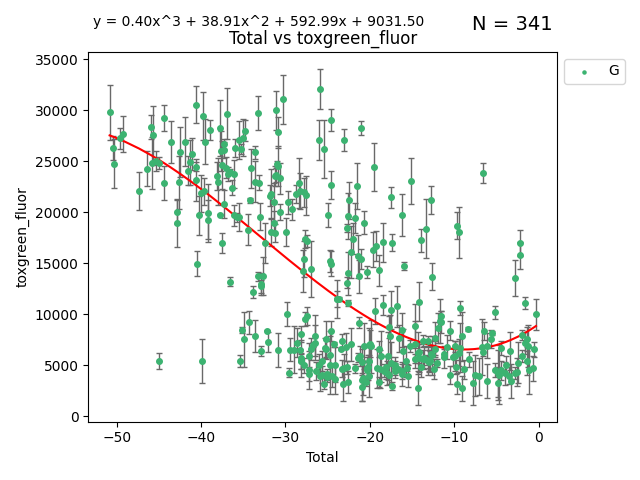 y = 0.40x^3 + 38.91x^2 + 592.99x + 9031.50
N = 341
Total vs toxgreen_fluor
35000
30000
25000
20000
15000
10000
5000
0
toxgreen_fluor
−50
−40
−30
−20
−10
0
Total
G